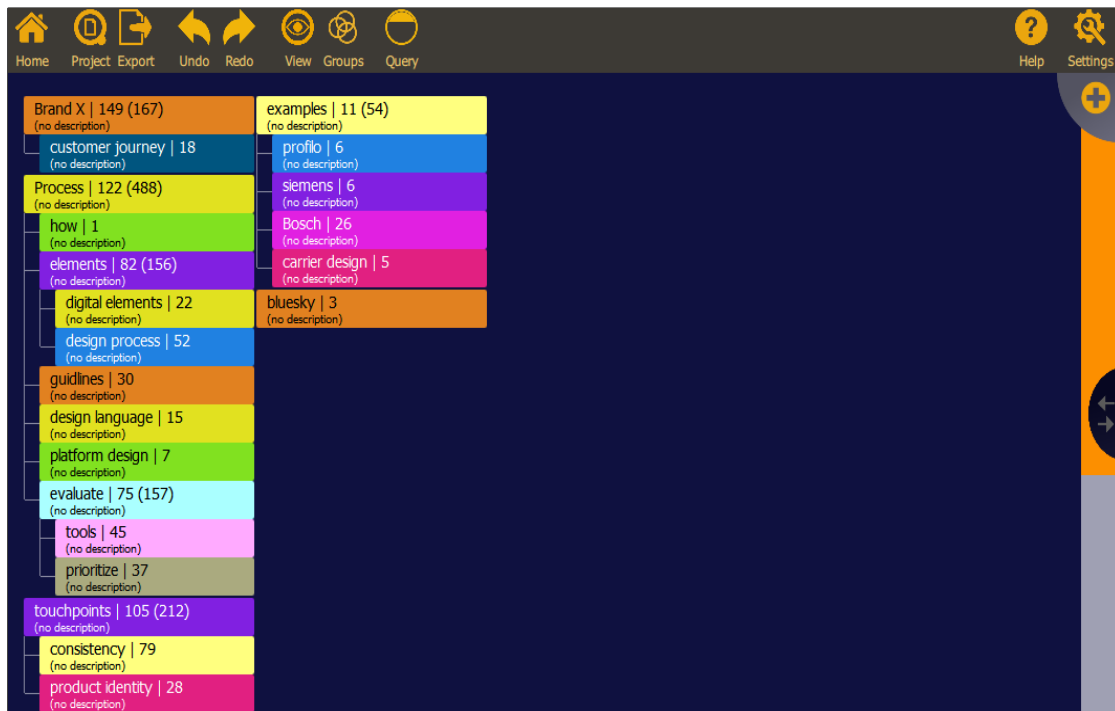 Home Project Export Undo Redo View Groups Query Help Settings
Brand X | 149 (167)
(no description)
customer journey | 18
(no description)
Process | 122 (488)
(no description)
how | 1
(no description)
elements | 82 (156)
(no description)
digital elements | 22
(no description)
design process | 52
(no description)
guidlines | 30
(no description)
design language | 15
(no description)
platform design | 7
(no description)
evaluate | 75 (157)
(no description)
tools | 45
(no description)
prioritize | 37
(no description)
touchpoints | 105 (212)
(no description)
consistency | 79
(no description)
product identity | 28
(no description)
examples | 11 (54)
(no description)
profilo | 6
(no description)
siemens | 6
(no description)
Bosch | 26
(no description)
carrier design | 5
(no description)
bluesky | 3
(no description)